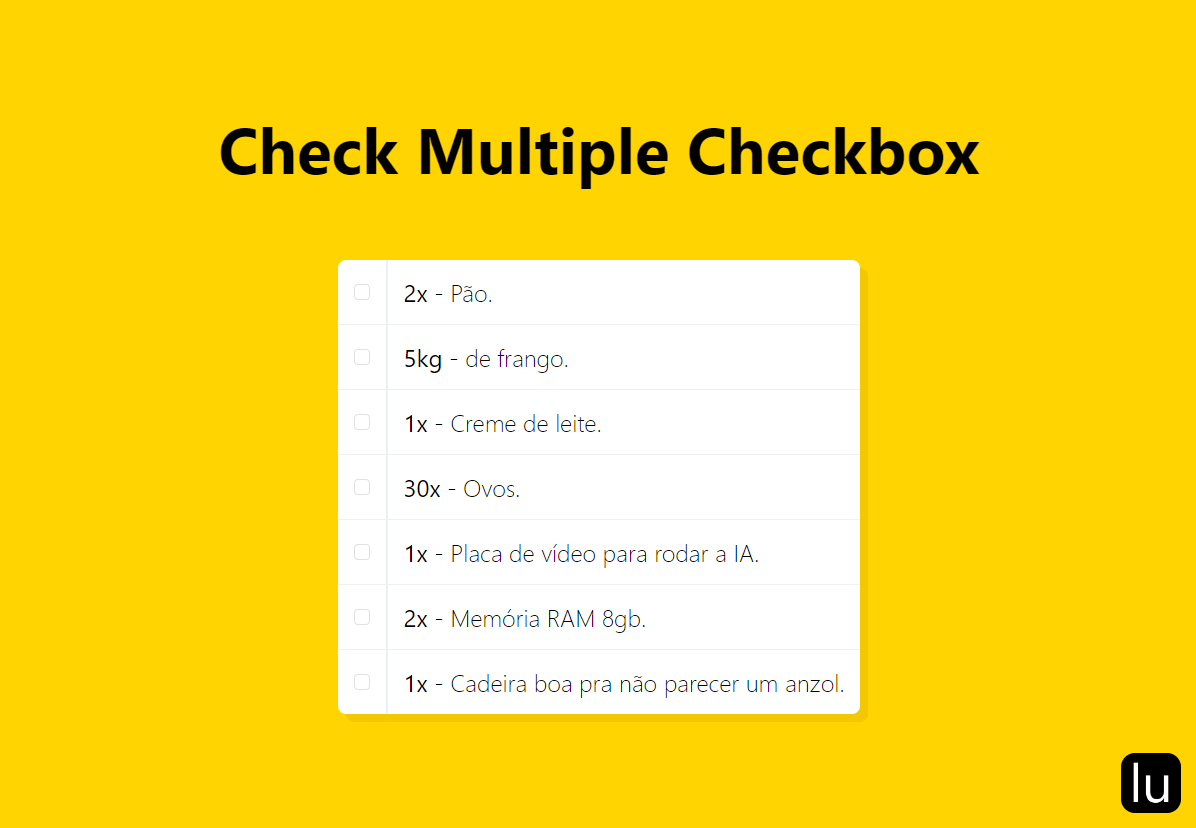 Check Multiple Checkbox
2x - Pão.
5kg - de frango.
1x - Creme de leite.
30x - Ovos.
1x - Placa de vídeo para rodar a IA.
2x - Memória RAM 8gb.
1x - Cadeira boa pra não parecer um anzol.
lu